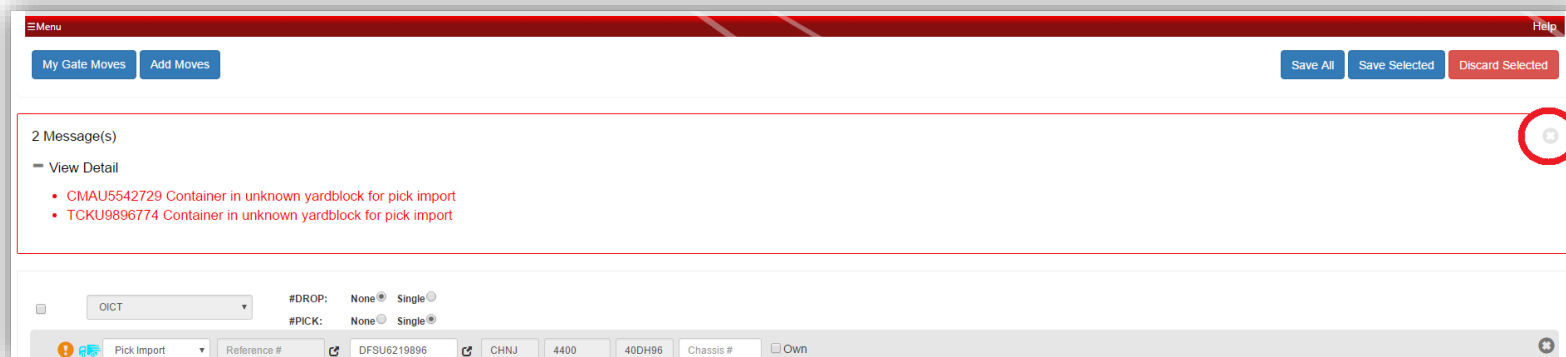 ≡Menu Help
My Gate Moves Add Moves Save All Save Selected Discard Selected
2 Message(s)
View Detail
CMAU5542729 Container in unknown yardblock for pick import
TCKU9896774 Container in unknown yardblock for pick import
OICT #DROP: None Single
#PICK: None Single
Pick Import Reference # DFSU6219896 CHNJ 4400 40DH96 Chassis # Own